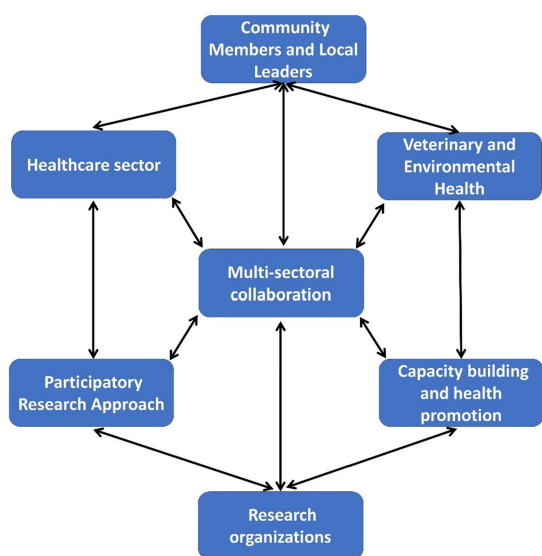 Community
Members and Local
Leaders
Healthcare sector
Veterinary and
Environmental
Health
Multi-sectoral
collaboration
Participatory
Research Approach
Capacity building
and health
promotion
Research
organizations